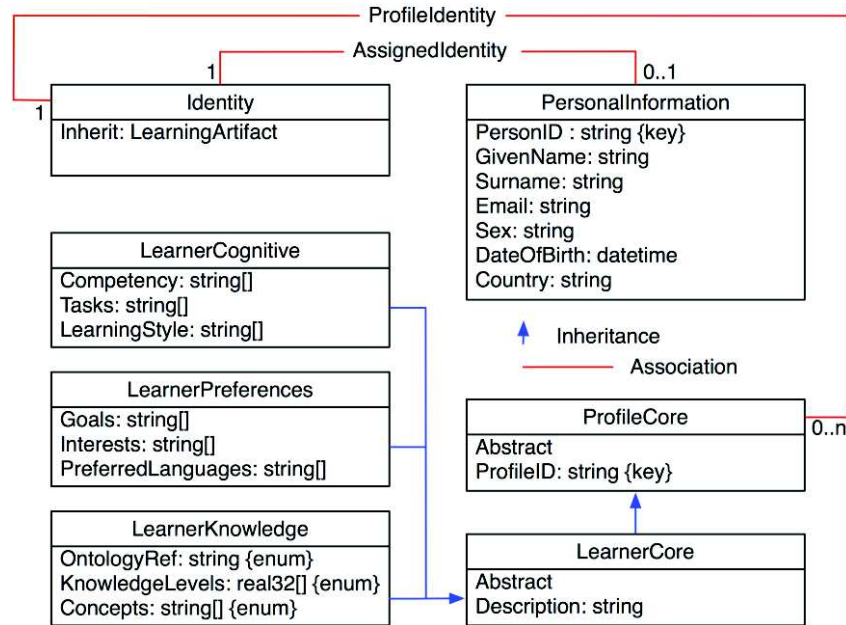 ProfileIdentity
AssignedIdentity
1
0..1
1
Identity
Inherit: LearningArtifact
PersonalInformation
PersonID : string {key}
GivenName: string
Surname: string
Email: string
Sex: string
DateOfBirth: datetime
Country: string
LearnerCognitive
Competency: string[]
Tasks: string[]
LearningStyle: string[]
Inheritance
Association
LearnerPreferences
Goals: string[]
Interests: string[]
PreferredLanguages: string[]
ProfileCore
0..n
Abstract
ProfileID: string {key}
LearnerKnowledge
OntologyRef: string {enum}
KnowledgeLevels: real32[] {enum}
Concepts: string[] {enum}
LearnerCore
Abstract
Description: string